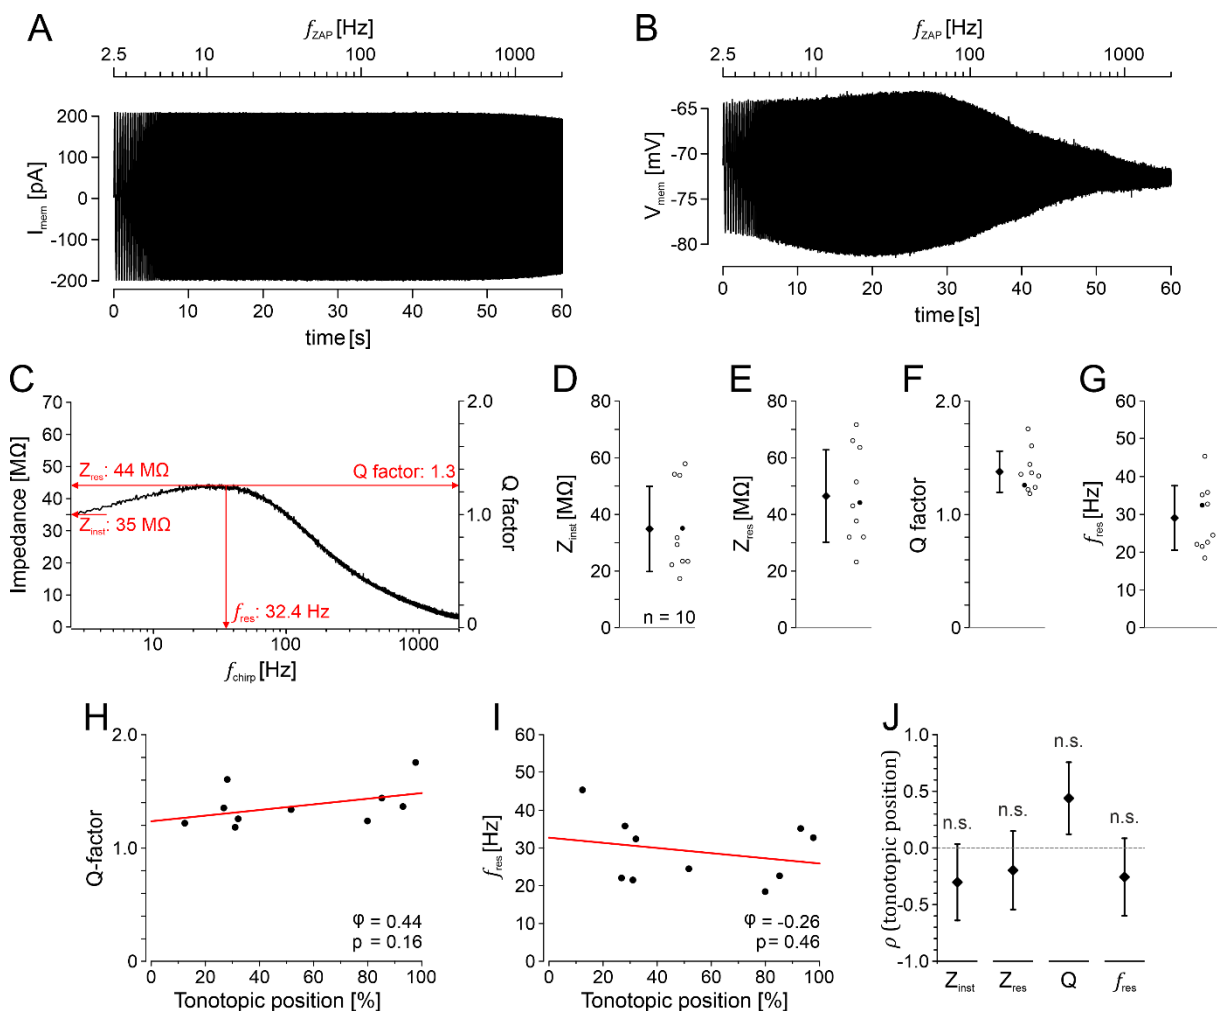 A
f_ZAP [Hz]
2.5 10 100 1000
I_mem [pA]
200
100
0
-100
-200
0 10 20 30 40 50 60
time [s]
B
f_ZAP [Hz]
2.5 10 100 1000
V_mem [mV]
-65
-70
-75
-80
0 10 20 30 40 50 60
time [s]
C
Impedance [MΩ]
70
60
50
40
30
20
10
0
Z_res: 44 MΩ
Q factor: 1.3
Z_inst: 35 MΩ
f_res: 32.4 Hz
2.0
1.0
0
Q factor
10 100 1000
f_chirp [Hz]
D
Z_inst [MΩ]
80
60
40
20
0
n = 10
E
Z_res [MΩ]
80
60
40
20
0
F
Q factor
2.0
1.0
0
G
f_res [Hz]
60
50
40
30
20
10
0
H
Q-factor
2.0
1.0
0
φ = 0.44
p = 0.16
0 20 40 60 80 100
Tonotopic position [%]
I
f_res [Hz]
60
50
40
30
20
10
0
φ = -0.26
p= 0.46
0 20 40 60 80 100
Tonotopic position [%]
J
ρ (tonotopic position)
1.0
0.5
0.0
-0.5
-1.0
n.s. n.s. n.s. n.s.
Z_inst Z_res Q f_res